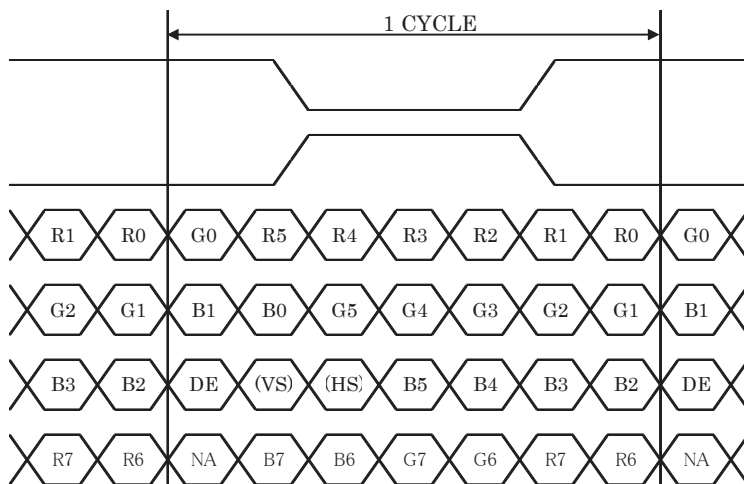 1 CYCLE
R1 R0 G0 R5 R4 R3 R2 R1 R0 G0
G2 G1 B1 B0 G5 G4 G3 G2 G1 B1
B3 B2 DE (VS) (HS) B5 B4 B3 B2 DE
R7 R6 NA B7 B6 G7 G6 R7 R6 NA